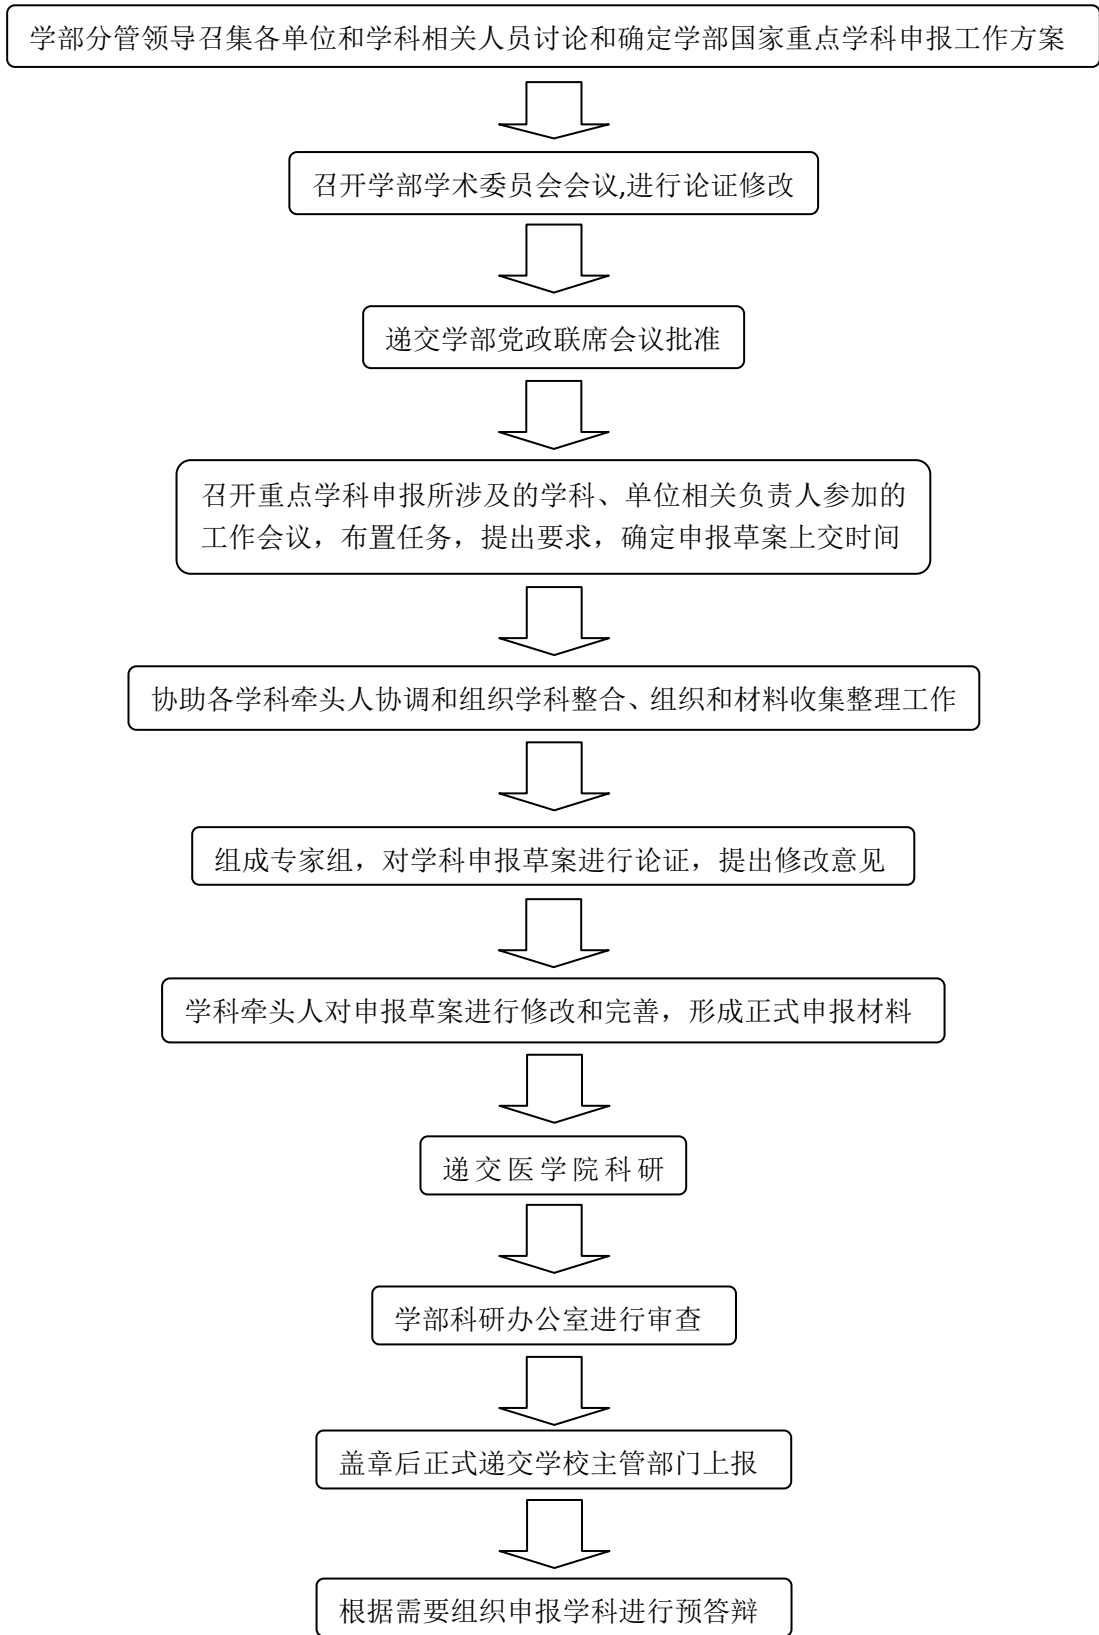 学部分管领导召集各单位和学科相关人员讨论和确定学部国家重点学科申报工作方案
召开学部学术委员会会议,进行论证修改
递交学部党政联席会议批准
召开重点学科申报所涉及的学科、单位相关负责人参加的
工作会议，布置任务，提出要求，确定申报草案上交时间
协助各学科牵头人协调和组织学科整合、组织和材料收集整理工作
组成专家组，对学科申报草案进行论证，提出修改意见
学科牵头人对申报草案进行修改和完善，形成正式申报材料
递交医学院科研
学部科研办公室进行审查
盖章后正式递交学校主管部门上报
根据需要组织申报学科进行预答辩